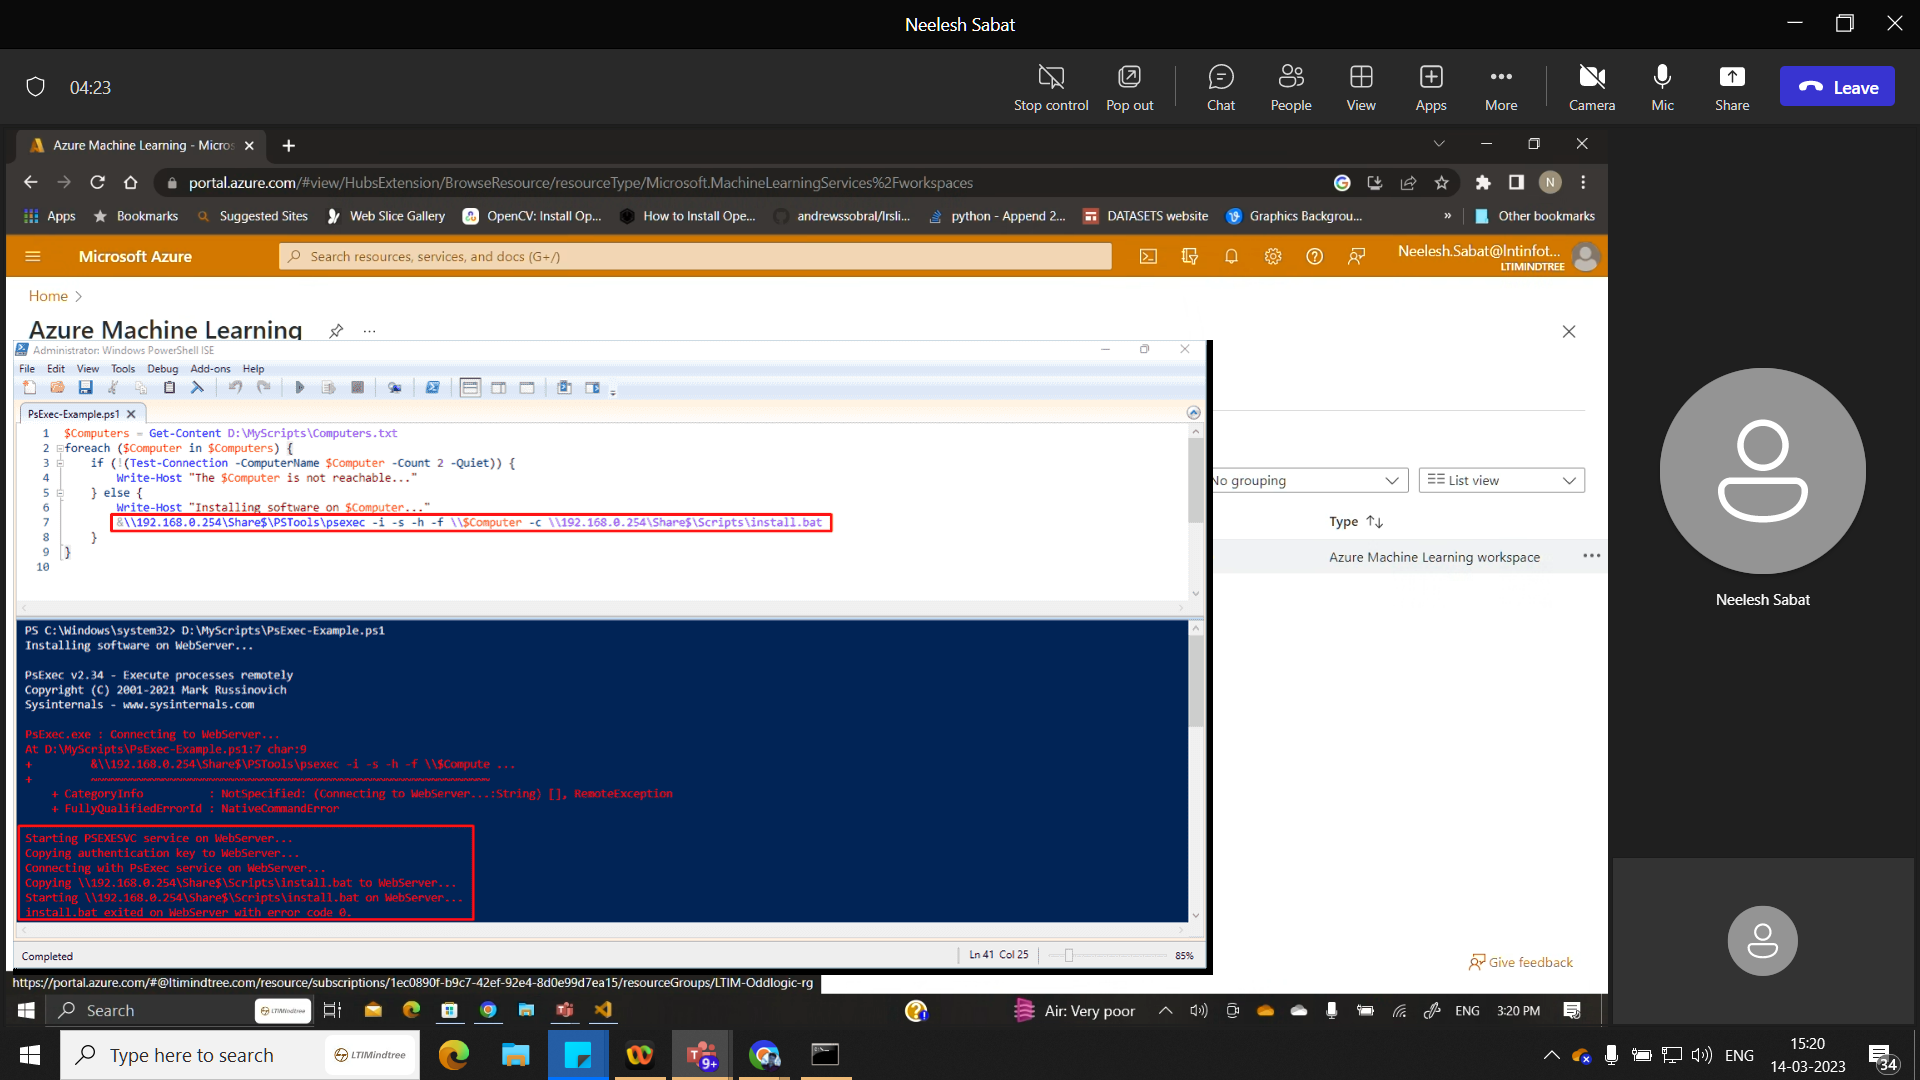 Neelesh Sabat
04:23
Stop control
Pop out
Chat
People
View
Apps
More
Camera
Mic
Share
Leave
Azure Machine Learning - Micros
portal.azure.com/#view/HubsExtension/BrowseResource/resourceType/Microsoft.MachineLearningServices%2Fworkspaces
N
Apps
Bookmarks
Suggested Sites
Web Slice Gallery
OpenCV: Install Op...
How to Install Ope...
andrewssobral/lrsli...
python - Append 2...
DATASETS website
Graphics Backgrou...
»
Other bookmarks
Microsoft Azure
Search resources, services, and docs (G+/)
Neelesh.Sabat@lntinfot...
LTIMINDTREE
Home >
Azure Machine Learning
Administrator: Windows PowerShell ISE
File Edit View Tools Debug Add-ons Help
PsExec-Example.ps1
1 $Computers = Get-Content D:\MyScripts\Computers.txt
2 foreach ($Computer in $Computers) {
3 if (!(Test-Connection -ComputerName $Computer -Count 2 -Quiet)) {
4 Write-Host "The $Computer is not reachable..."
5 } else {
6 Write-Host "Installing software on $Computer..."
7 &\\192.168.0.254\Share$\PSTools\psexec -i -s -h -f \\$Computer -c \\192.168.0.254\Share$\Scripts\install.bat
8 }
9 }
10
No grouping
List view
Type
Azure Machine Learning workspace
Neelesh Sabat
PS C:\Windows\system32> D:\MyScripts\PsExec-Example.ps1
Installing software on WebServer...
PsExec v2.34 - Execute processes remotely
Copyright (C) 2001-2021 Mark Russinovich
Sysinternals - www.sysinternals.com
PsExec.exe : Connecting to WebServer...
At D:\MyScripts\PsExec-Example.ps1:7 char:9
+ &\\192.168.0.254\Share$\PSTools\psexec -i -s -h -f \\$Compute ...
+ ~~~~~~~~~~~~~~~~~~~~~~~~~~~~~~~~~~~~~~~~~~~~~~~~~~~~~~~~~~~~~
+ CategoryInfo : NotSpecified: (Connecting to WebServer...:String) [], RemoteException
+ FullyQualifiedErrorId : NativeCommandError
Starting PSEXESVC service on WebServer...
Copying authentication key to WebServer...
Connecting with PsExec service on WebServer...
Copying \\192.168.0.254\Share$\Scripts\install.bat to WebServer...
Starting \\192.168.0.254\Share$\Scripts\install.bat on WebServer...
install.bat exited on WebServer with error code 0.
Completed
Ln 41 Col 25
85%
Give feedback
https://portal.azure.com/#@ltimindtree.com/resource/subscriptions/1ec0890f-b9c7-42ef-92e4-8d0e99d7ea15/resourceGroups/LTIM-Oddlogic-rg
Search
LTIMindtree
Air: Very poor
ENG
3:20 PM
Type here to search
LTIMindtree
9+
ENG
15:20
14-03-2023
34